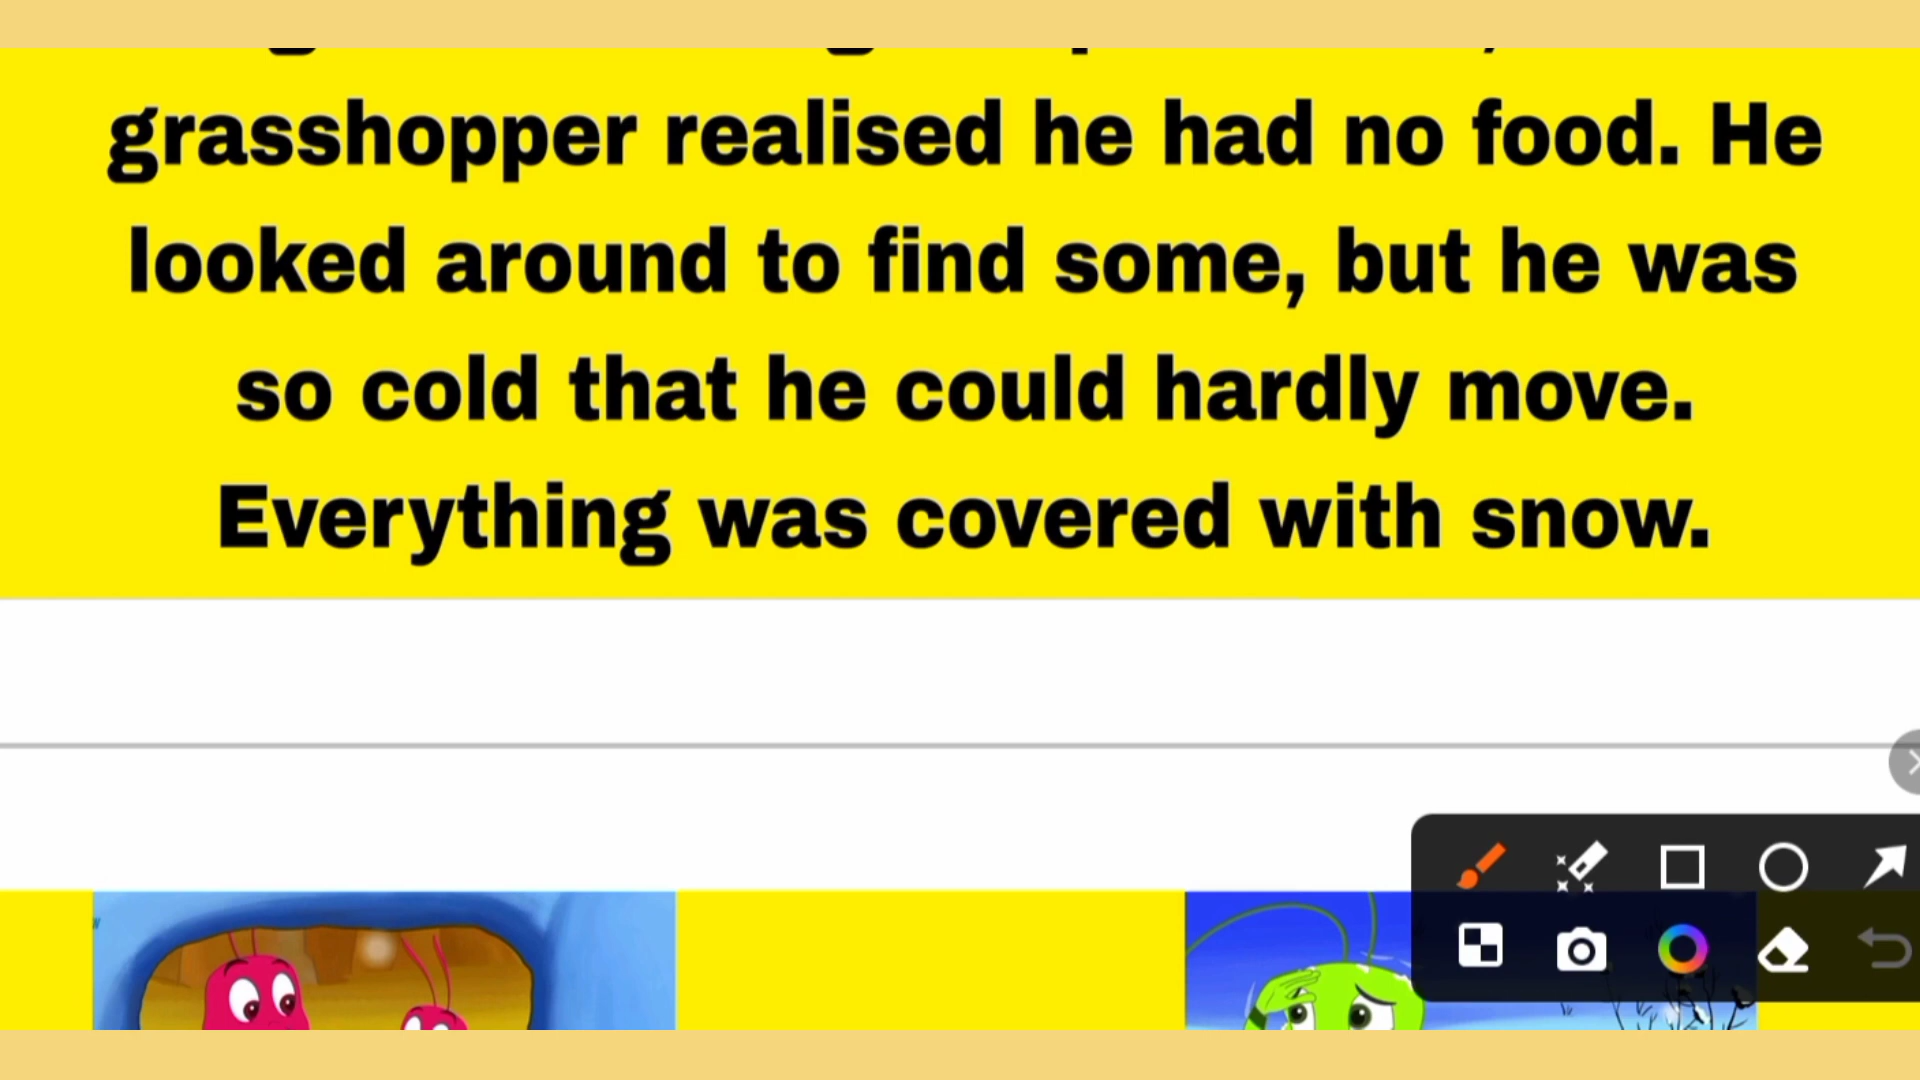 grasshopper realised he had no food. He
looked around to find some, but he was
so cold that he could hardly move.
Everything was covered with snow.